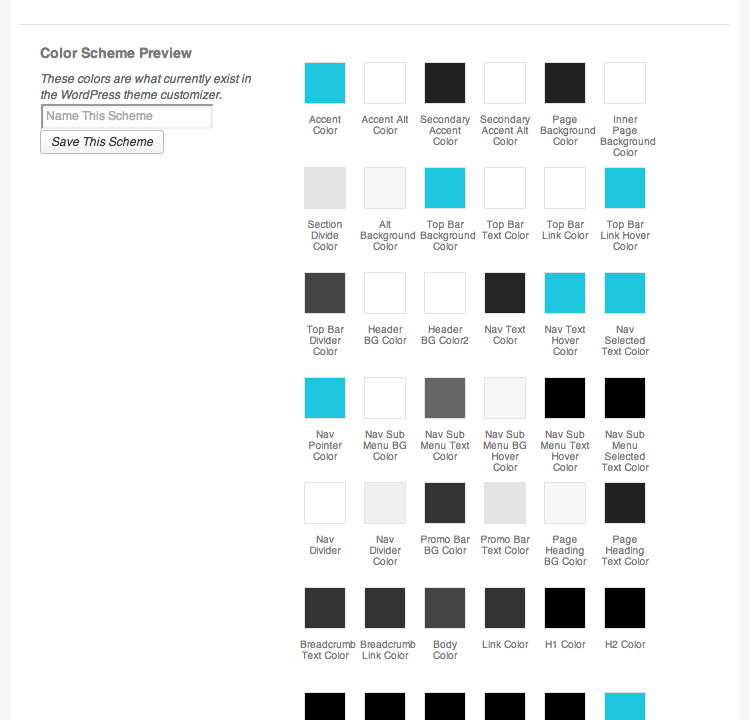 Color Scheme Preview
These colors are what currently exist in
the WordPress theme customizer.
Name This Scheme
Save This Scheme
Accent
Color
Accent Alt
Color
Secondary
Accent
Color
Secondary
Accent Alt
Color
Page
Background
Color
Inner
Page
Background
Color
Section
Divide
Color
Alt
Background
Color
Top Bar
Background
Color
Top Bar
Text Color
Top Bar
Link Color
Top Bar
Link Hover
Color
Top Bar
Divider
Color
Header
BG Color
Header
BG Color2
Nav Text
Color
Nav Text
Hover
Color
Nav
Selected
Text Color
Nav
Pointer
Color
Nav Sub
Menu BG
Color
Nav Sub
Menu Text
Color
Nav Sub
Menu BG
Hover
Color
Nav Sub
Menu Text
Hover
Color
Nav Sub
Menu
Selected
Text Color
Nav
Divider
Nav
Divider
Color
Promo Bar
BG Color
Promo Bar
Text Color
Page
Heading
BG Color
Page
Heading
Text Color
Breadcrumb
Text Color
Breadcrumb
Link Color
Body
Color
Link Color
H1 Color
H2 Color